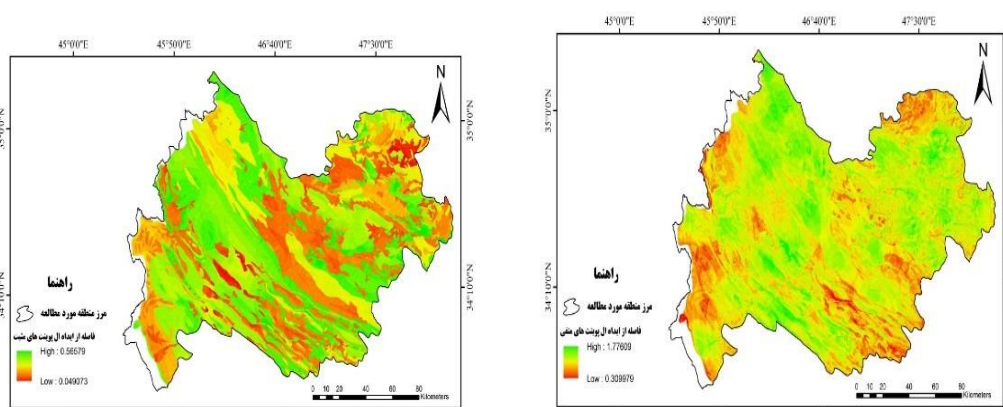 45°0'0"E 45°50'0"E 46°40'0"E 47°30'0"E
N
35°0'0"N
34°10'0"N
راهنما
مرز منطقه مورد مطالعه
فاصله از ایداه ال پوینت های مثبت
High : 0.56579
Low : 0.049073
0 10 20 40 60 80
Kilometers
45°0'0"E 45°50'0"E 46°40'0"E 47°30'0"E
N
35°0'0"N
34°10'0"N
راهنما
مرز منطقه مورد مطالعه
فاصله از ایداه ال پوینت های منفی
High : 1.77609
Low : 0.309979
0 10 20 40 60 80
Kilometers